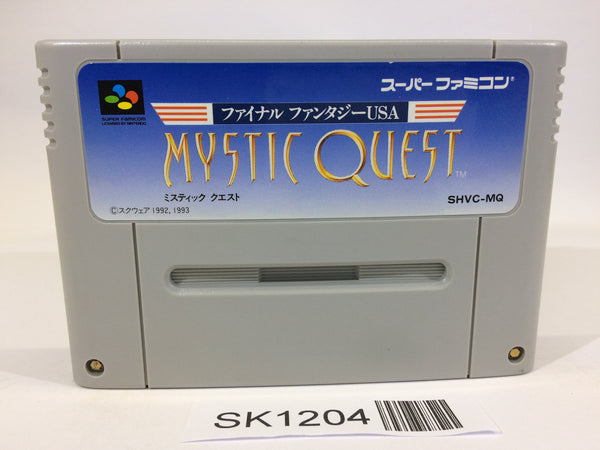 スーパーファミコン®
SUPER FAMICOM
LICENSED BY NINTENDO
ファイナル ファンタジーUSA
MYSTIC QUEST™
ミスティック クエスト
©スクウェア 1992, 1993
SHVC-MQ
SK1204